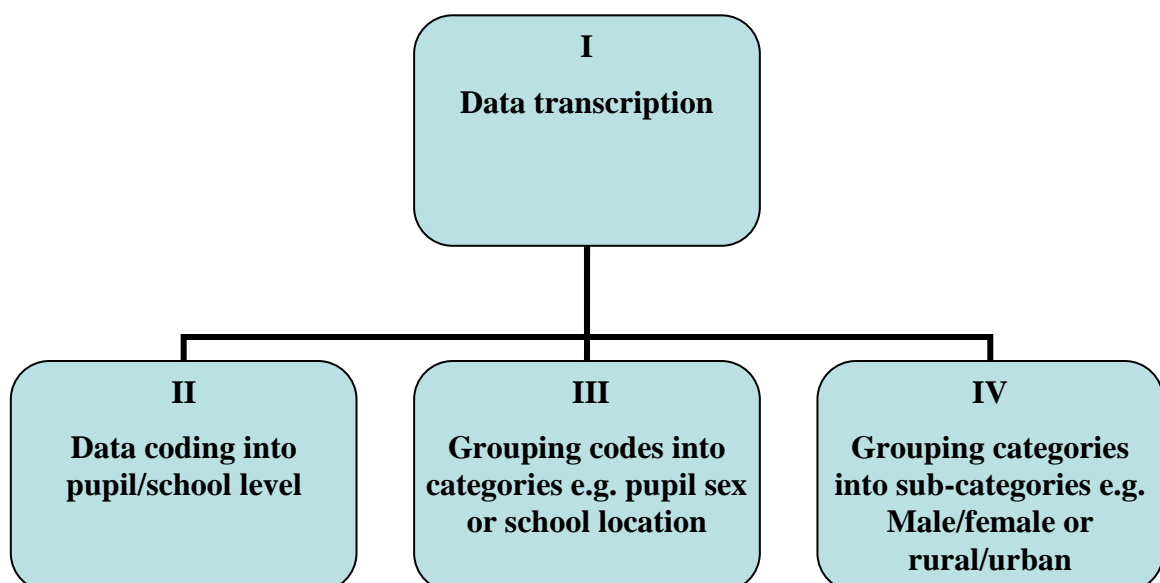 I
Data transcription
II
Data coding into
pupil/school level
III
Grouping codes into
categories e.g. pupil sex
or school location
IV
Grouping categories
into sub-categories e.g.
Male/female or
rural/urban